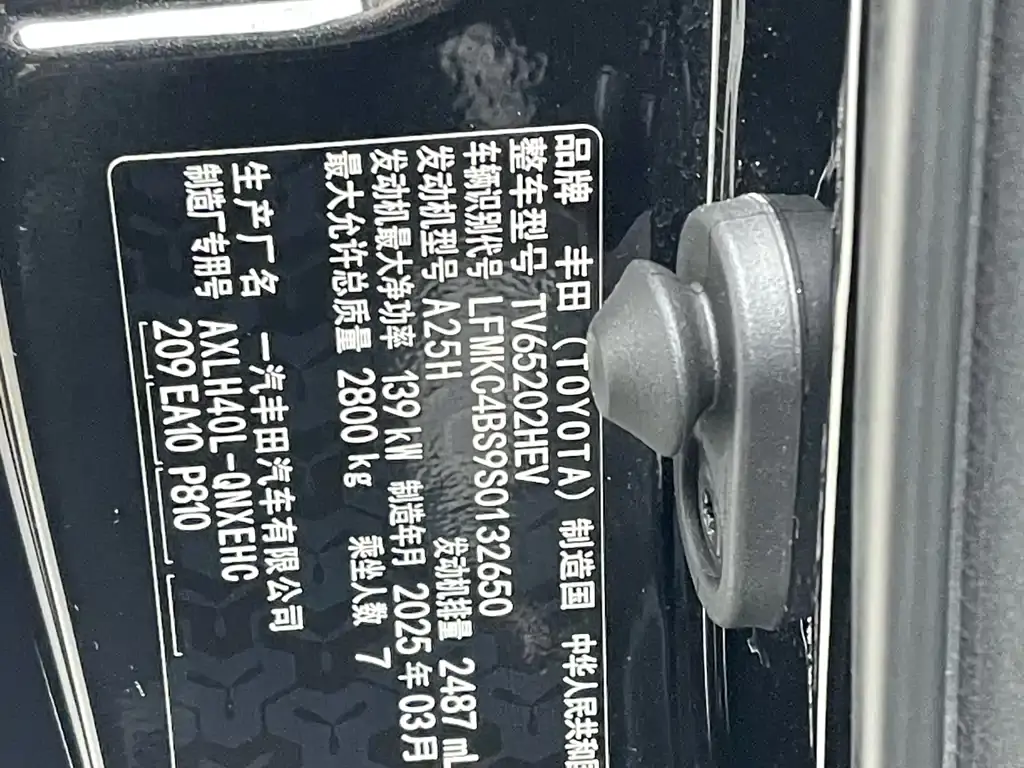 品牌 丰田 (TOYOTA) 制造国 中华人民共和
整车型号 TV65202HEV
车辆识别代号 LFMKC4BS9S0132650
发动机型号 A25H 发动机排量 2487 mL
发动机最大净功率 139 kW 制造年月 2025年03月
最大允许总质量 2800 kg 乘坐人数 7
生产厂名 一汽丰田汽车有限公司
制造厂专用号 AXLH40L-QNXEHC
209 EA10 P810